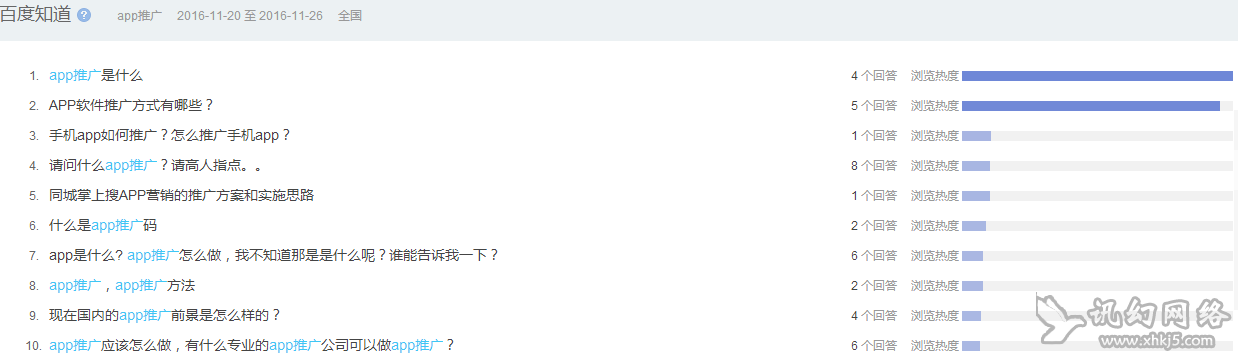 百度知道 ? app推广 2016-11-20 至 2016-11-26 全国
1. app推广是什么 4 个回答 浏览热度
2. APP软件推广方式有哪些？ 5 个回答 浏览热度
3. 手机app如何推广？怎么推广手机app？ 1 个回答 浏览热度
4. 请问什么app推广？请高人指点。。 8 个回答 浏览热度
5. 同城掌上搜APP营销的推广方案和实施思路 1 个回答 浏览热度
6. 什么是app推广码 2 个回答 浏览热度
7. app是什么? app推广怎么做，我不知道那是是什么呢？谁能告诉我一下？ 6 个回答 浏览热度
8. app推广，app推广方法 2 个回答 浏览热度
9. 现在国内的app推广前景是怎么样的？ 4 个回答 浏览热度
10. app推广应该怎么做，有什么专业的app推广公司可以做app推广？ 6 个回答 浏览热度
讯幻网络
www.xhkj5.com